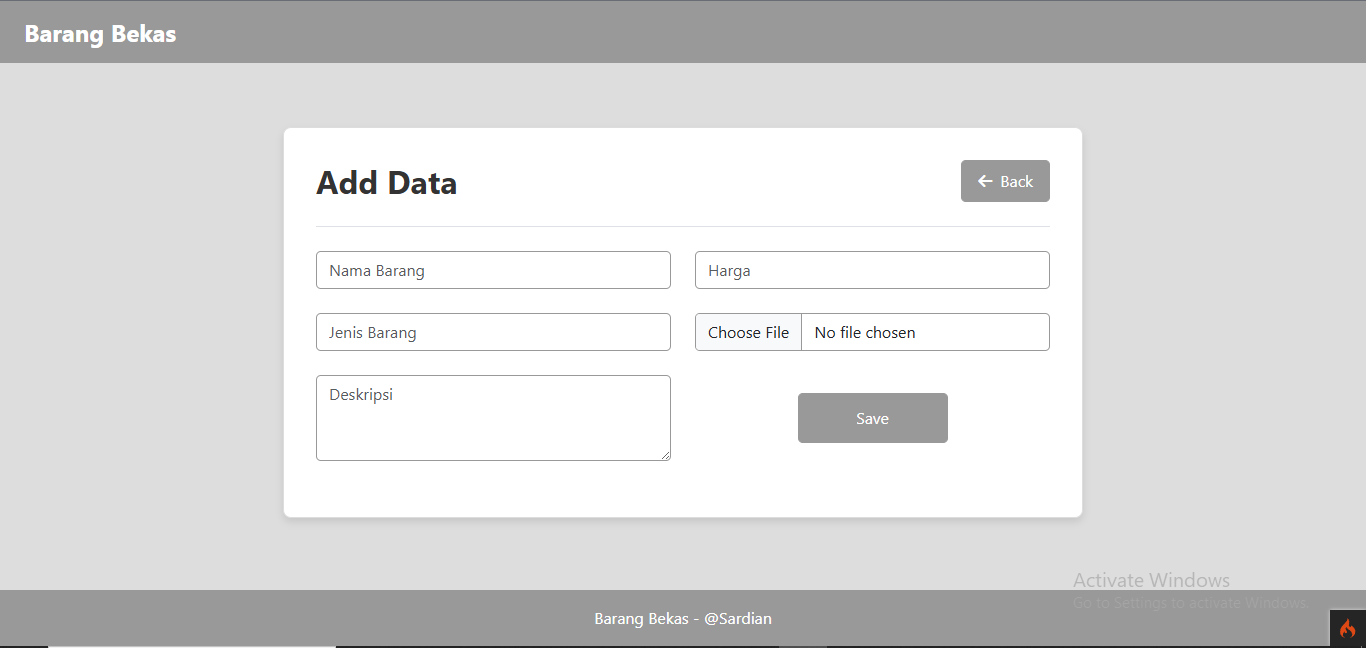 Barang Bekas
Add Data
Back
Nama Barang
Harga
Jenis Barang
Choose File
No file chosen
Deskripsi
Save
Activate Windows
Go to Settings to activate Windows.
Barang Bekas - @Sardian